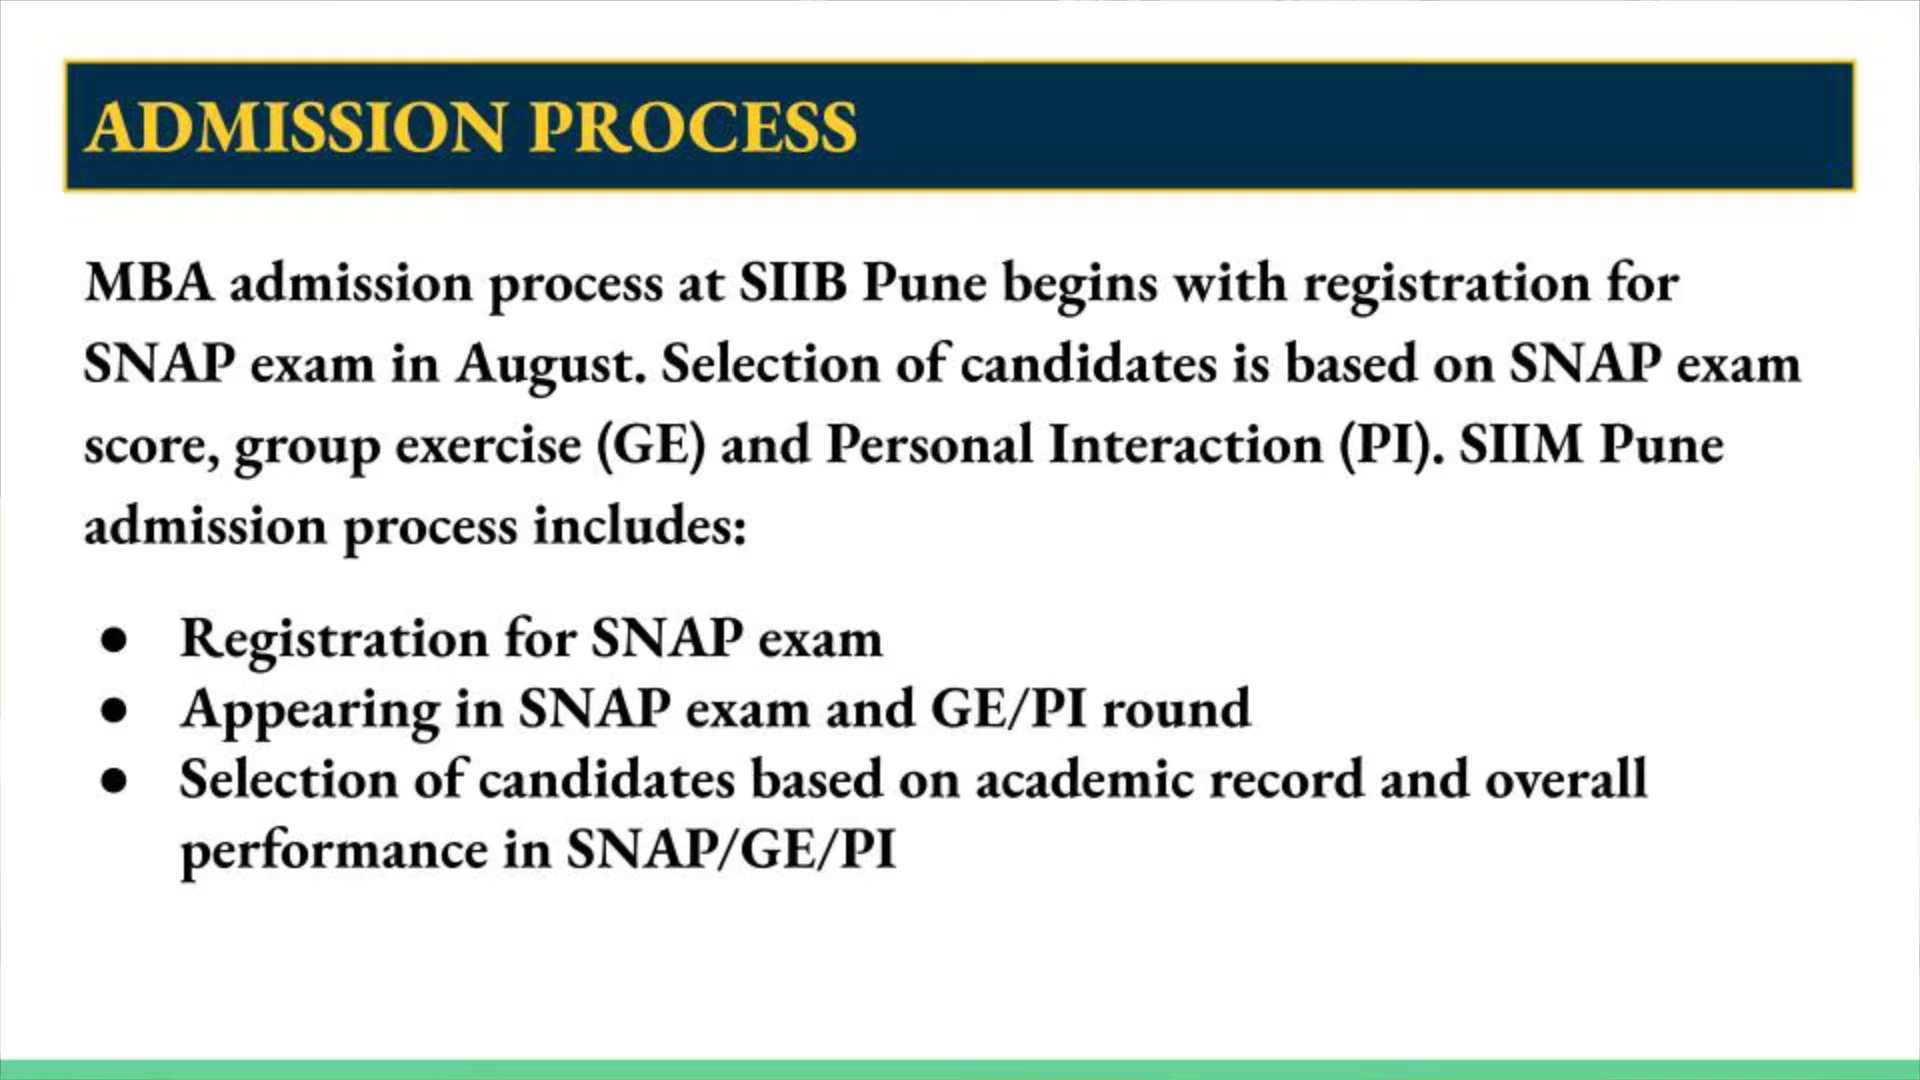 ADMISSION PROCESS
MBA admission process at SIIB Pune begins with registration for
SNAP exam in August. Selection of candidates is based on SNAP exam
score, group exercise (GE) and Personal Interaction (PI). SIIM Pune
admission process includes:
● Registration for SNAP exam
● Appearing in SNAP exam and GE/PI round
● Selection of candidates based on academic record and overall
performance in SNAP/GE/PI